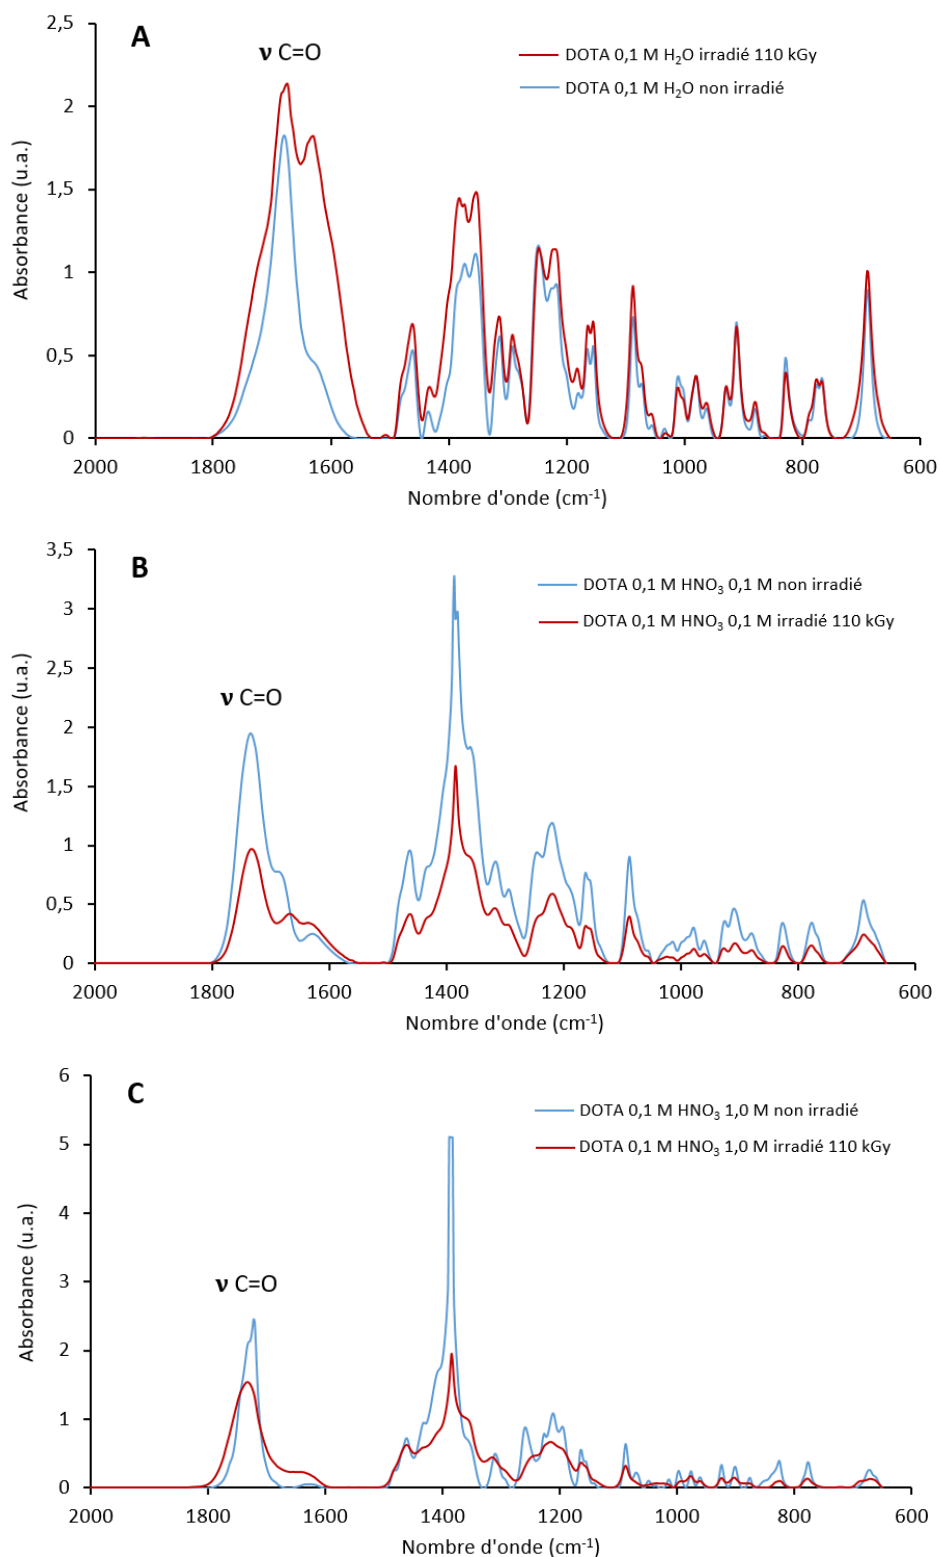 A
ν C=O
DOTA 0,1 M H₂O irradié 110 kGy
DOTA 0,1 M H₂O non irradié
Absorbance (u.a.)
2,5
2
1,5
1
0,5
0
2000 1800 1600 1400 1200 1000 800 600
Nombre d'onde (cm⁻¹)
B
ν C=O
DOTA 0,1 M HNO₃ 0,1 M non irradié
DOTA 0,1 M HNO₃ 0,1 M irradié 110 kGy
Absorbance (u.a.)
3,5
3
2,5
2
1,5
1
0,5
0
2000 1800 1600 1400 1200 1000 800 600
Nombre d'onde (cm⁻¹)
C
ν C=O
DOTA 0,1 M HNO₃ 1,0 M non irradié
DOTA 0,1 M HNO₃ 1,0 M irradié 110 kGy
Absorbance (u.a.)
6
5
4
3
2
1
0
2000 1800 1600 1400 1200 1000 800 600
Nombre d'onde (cm⁻¹)